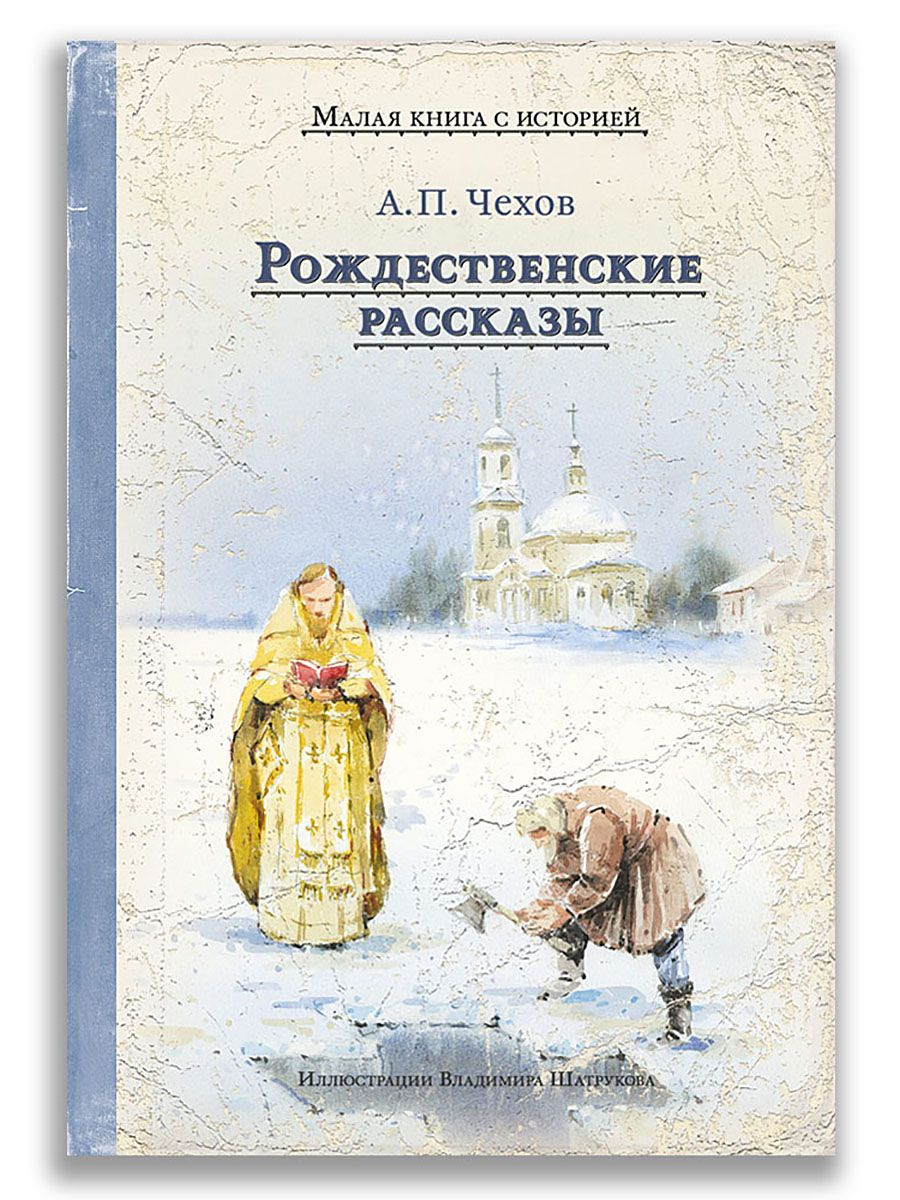 Малая книга с историей
А.П. Чехов
Рождественские
рассказы
Иллюстрации Владимира Шатрукова